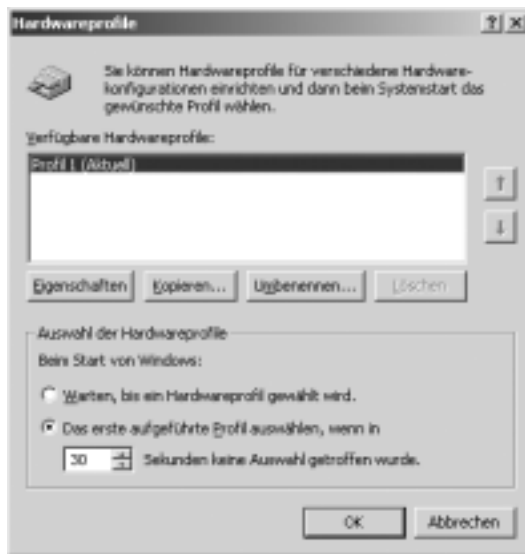 Hardwareprofile
Sie können Hardwareprofile für verschiedene Hardware-
konfigurationen einrichten und dann beim Systemstart das
gewünschte Profil wählen.
Verfügbare Hardwareprofile:
Profil 1 (Aktuell)
Eigenschaften Kopieren... Umbenennen... Löschen
Auswahl der Hardwareprofile
Beim Start von Windows:
Warten, bis ein Hardwareprofil gewählt wird.
Das erste aufgeführte Profil auswählen, wenn in
30 Sekunden keine Auswahl getroffen wurde.
OK Abbrechen